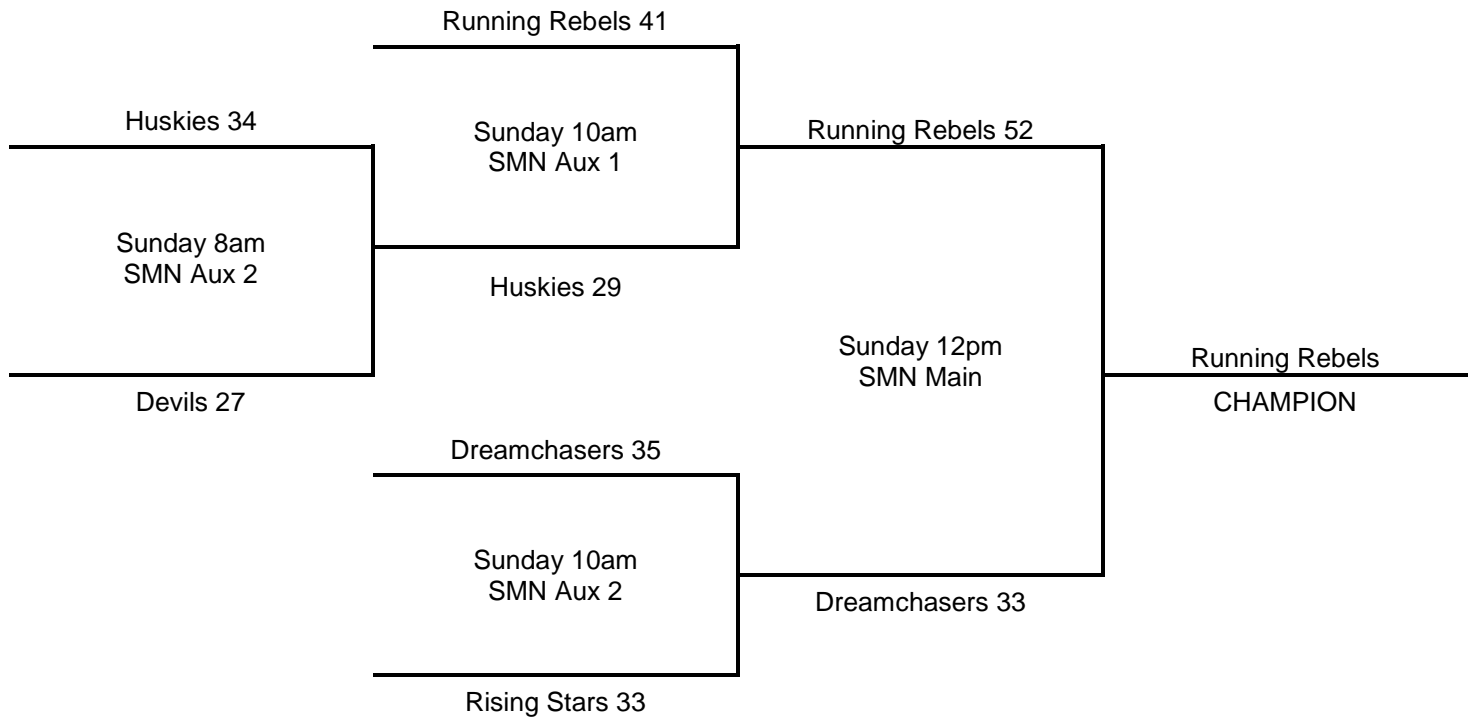 Running Rebels 41
Huskies 34
Sunday 10am
SMN Aux 1
Running Rebels 52
Sunday 8am
SMN Aux 2
Huskies 29
Sunday 12pm
SMN Main
Running Rebels
CHAMPION
Devils 27
Dreamchasers 35
Sunday 10am
SMN Aux 2
Dreamchasers 33
Rising Stars 33